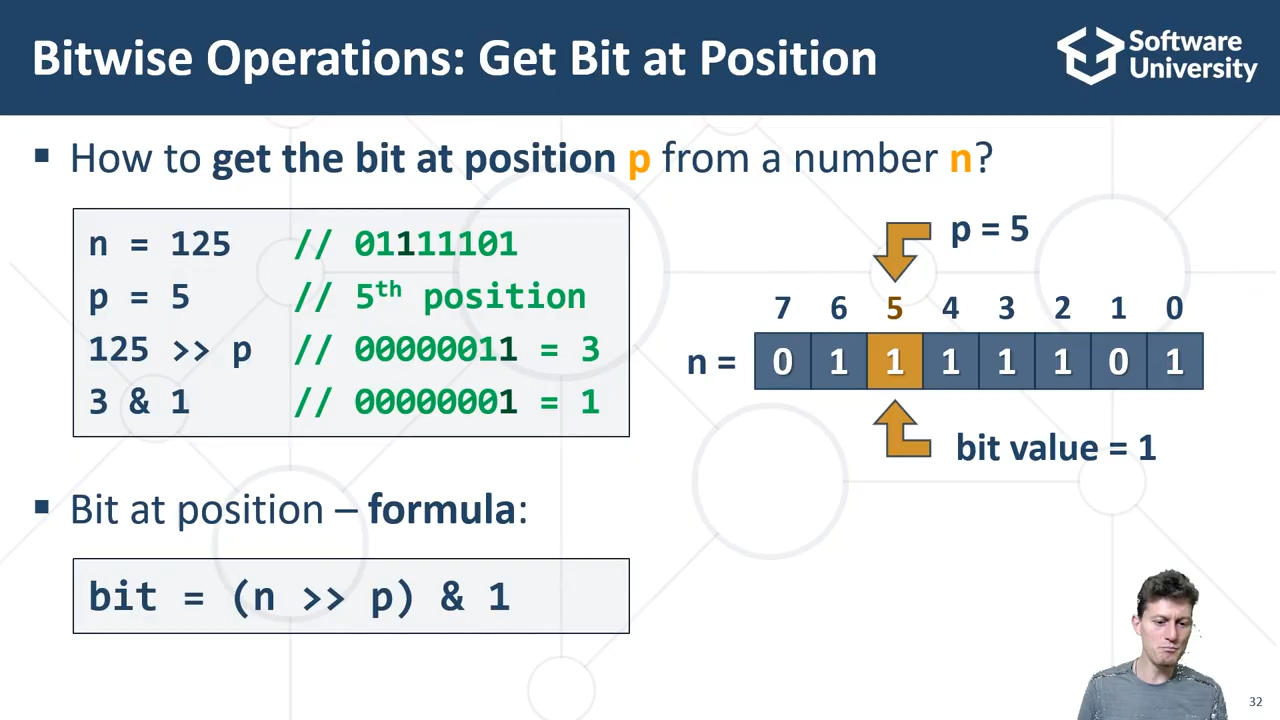 Bitwise Operations: Get Bit at Position
Software
University
▪ How to get the bit at position p from a number n?
n = 125 // 01111101
p = 5 // 5th position
125 >> p // 00000011 = 3
3 & 1 // 00000001 = 1
p = 5
7 6 5 4 3 2 1 0
n = 0 1 1 1 1 1 0 1
bit value = 1
▪ Bit at position – formula:
bit = (n >> p) & 1
32